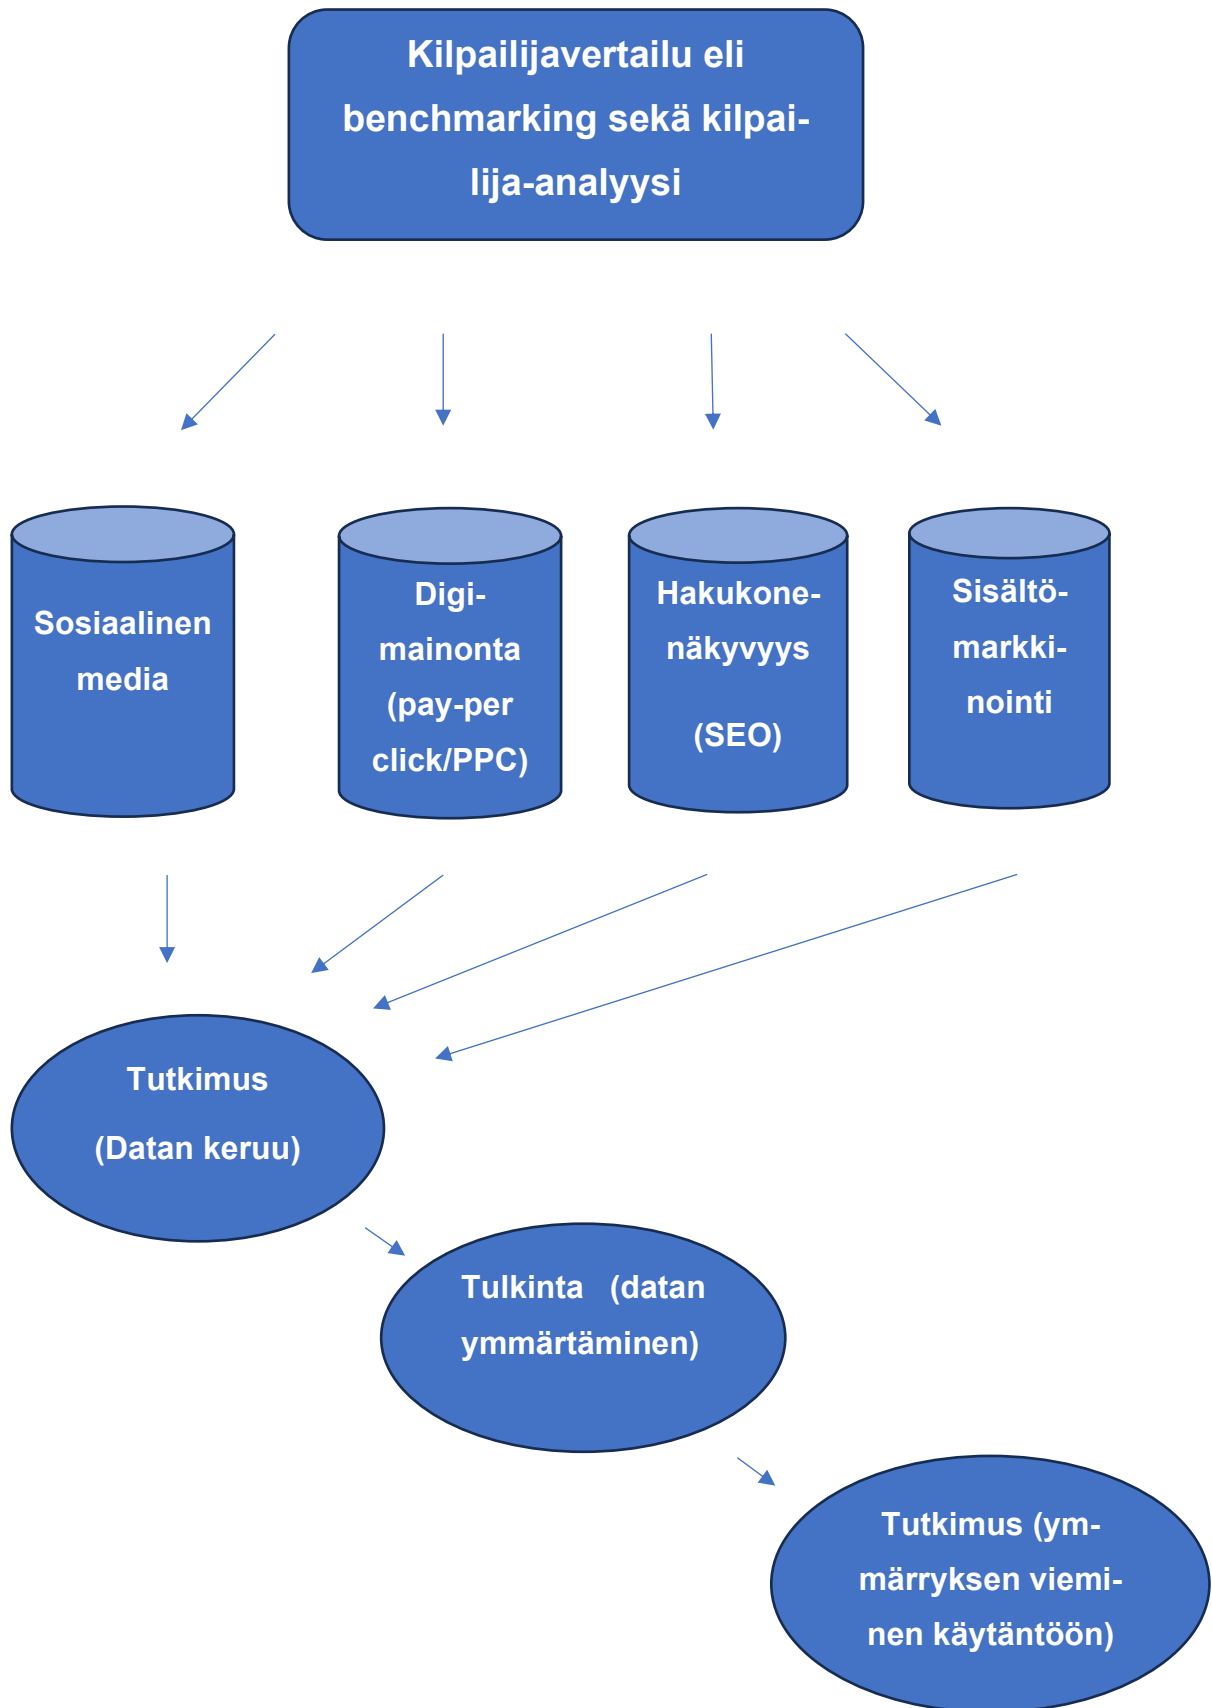 Kilpailijavertailu eli
benchmarking sekä kilpai-
lija-analyysi
Sosiaalinen
media
Digi-
mainonta
(pay-per
click/PPC)
Hakukone-
näkyvyys
(SEO)
Sisältö-
markki-
nointi
Tutkimus
(Datan keruu)
Tulkinta (datan
ymmärtäminen)
Tutkimus (ym-
märryksen viemi-
nen käytäntöön)